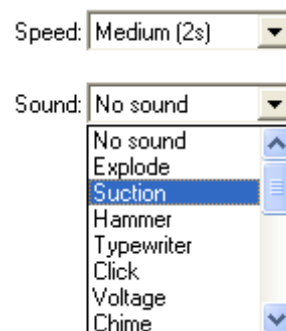 Speed: Medium (2s)
Sound: No sound
No sound
Explode
Suction
Hammer
Typewriter
Click
Voltage
Chime